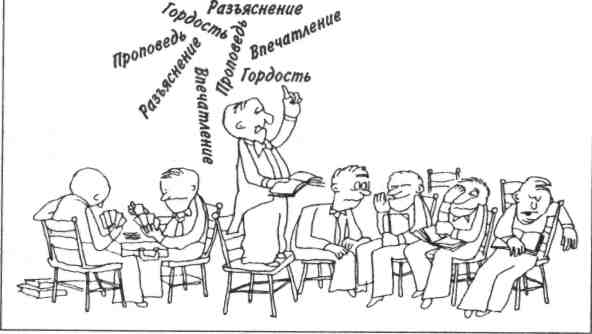 Разъяснение
Гордость
Проповедь
Разъяснение
Впечатление
Проповедь
Впечатление
Гордость